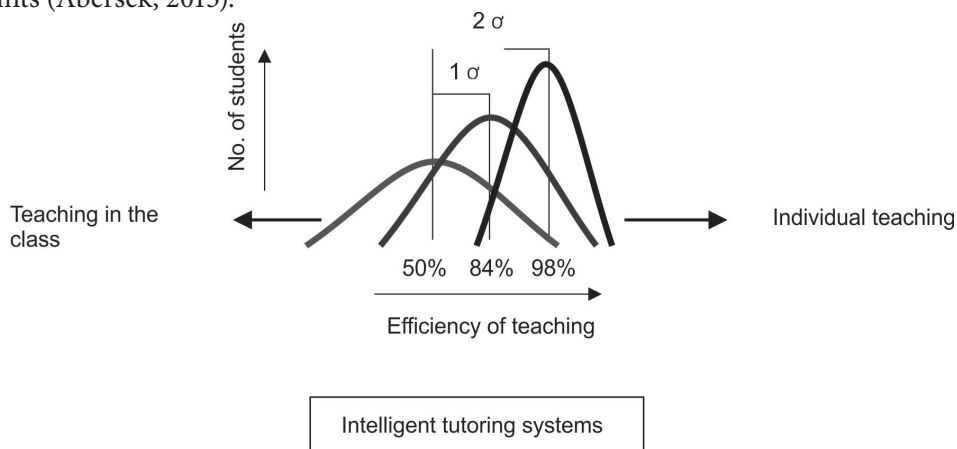 nts (Aberšek, 2015).
2 σ
1 σ
No. of students
Teaching in the
class
Individual teaching
50% 84% 98%
Efficiency of teaching
Intelligent tutoring systems